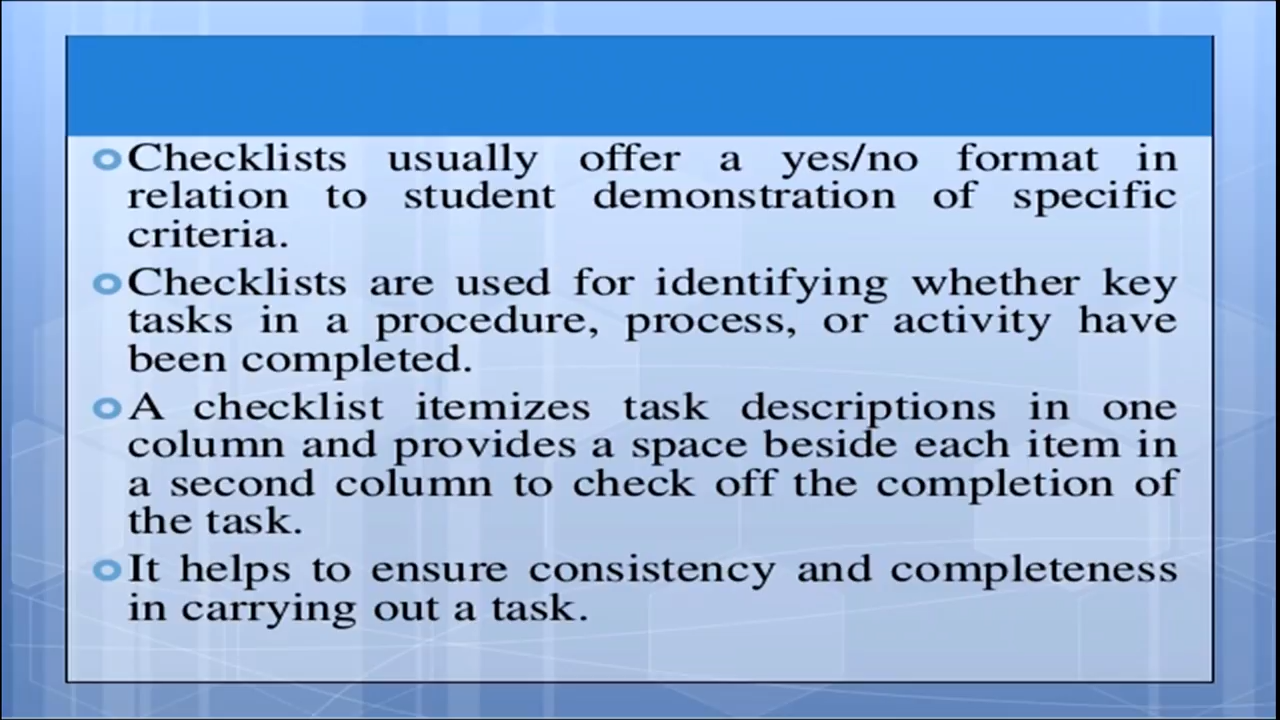 Checklists usually offer a yes/no format in
relation to student demonstration of specific
criteria.
Checklists are used for identifying whether key
tasks in a procedure, process, or activity have
been completed.
A checklist itemizes task descriptions in one
column and provides a space beside each item in
a second column to check off the completion of
the task.
It helps to ensure consistency and completeness
in carrying out a task.